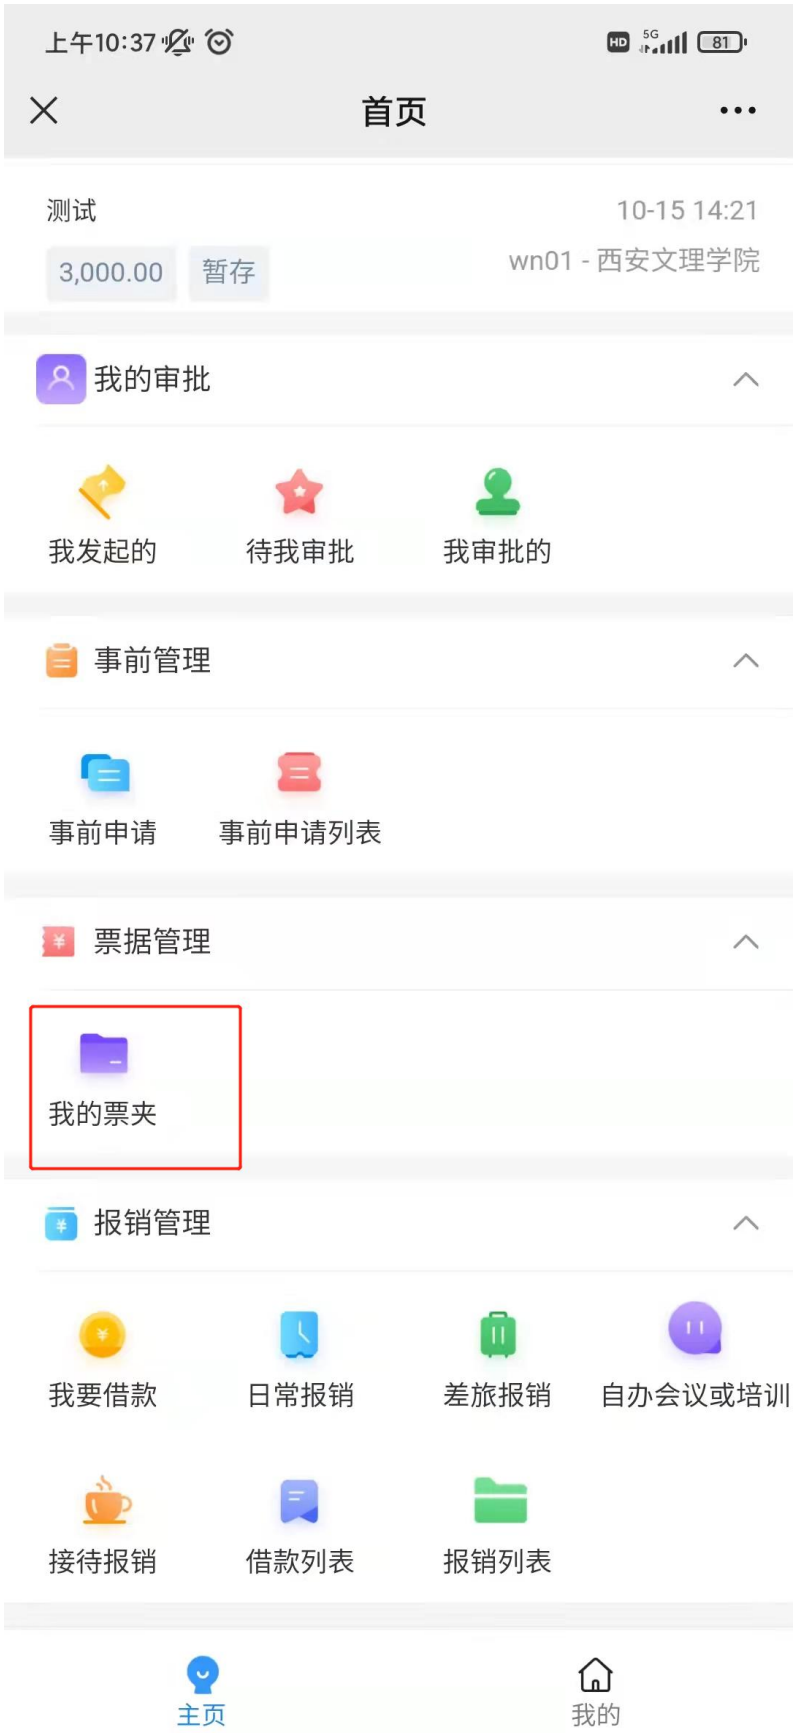 上午10:37 HD 5G 81
首页
测试 10-15 14:21
3,000.00 暂存 wn01 - 西安文理学院
我的审批
我发起的 待我审批 我审批的
事前管理
事前申请 事前申请列表
¥ 票据管理
我的票夹
¥ 报销管理
¥
我要借款 日常报销 差旅报销 自办会议或培训
接待报销 借款列表 报销列表
主页 我的